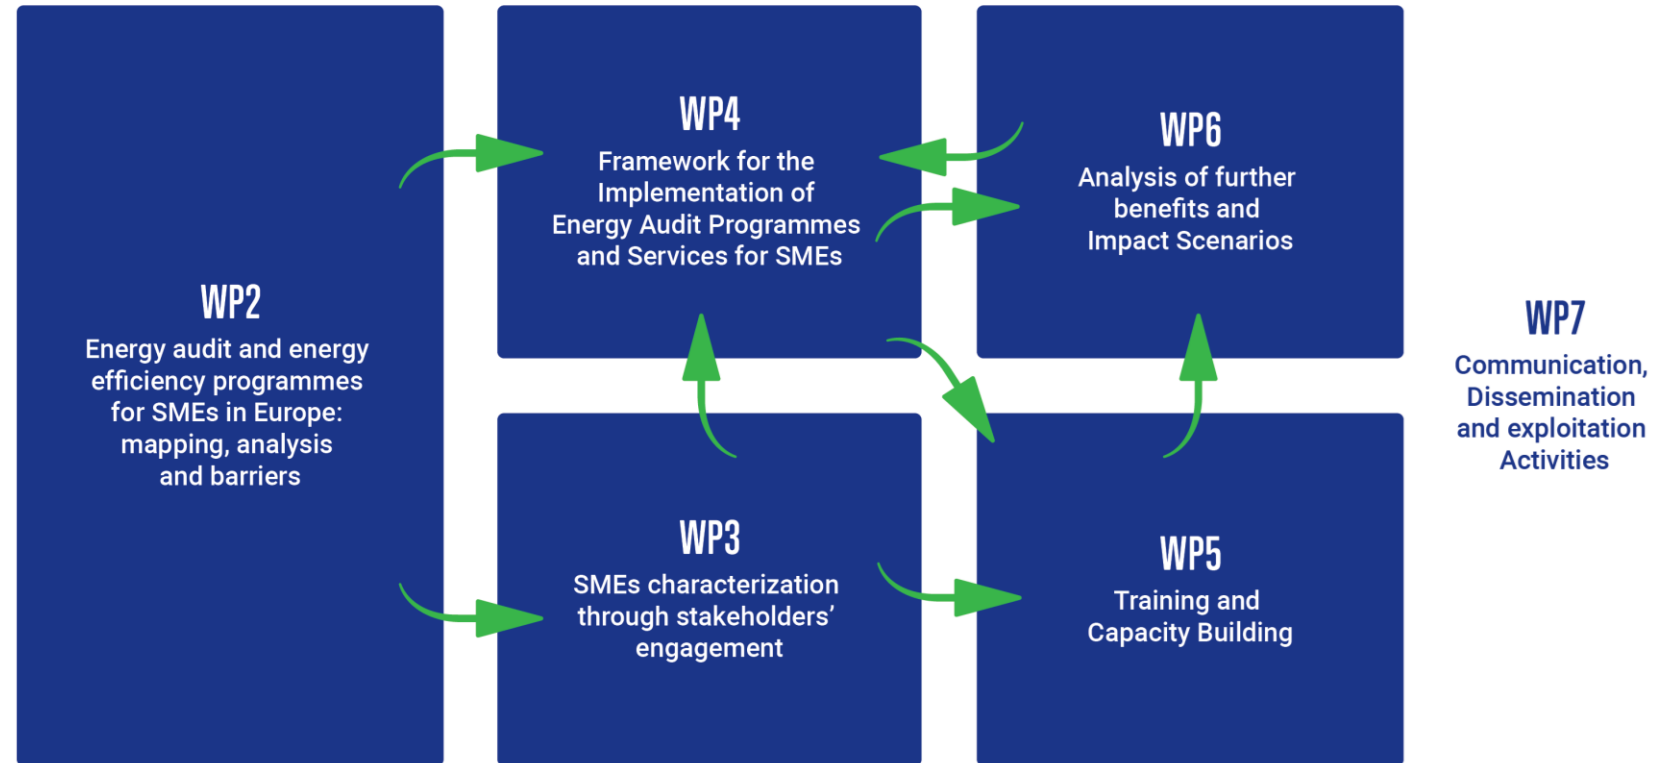 WP2
Energy audit and energy
efficiency programmes
for SMEs in Europe:
mapping, analysis
and barriers
WP4
Framework for the
Implementation of
Energy Audit Programmes
and Services for SMEs
WP3
SMEs characterization
through stakeholders’
engagement
WP6
Analysis of further
benefits and
Impact Scenarios
WP5
Training and
Capacity Building
WP7
Communication,
Dissemination
and exploitation
Activities